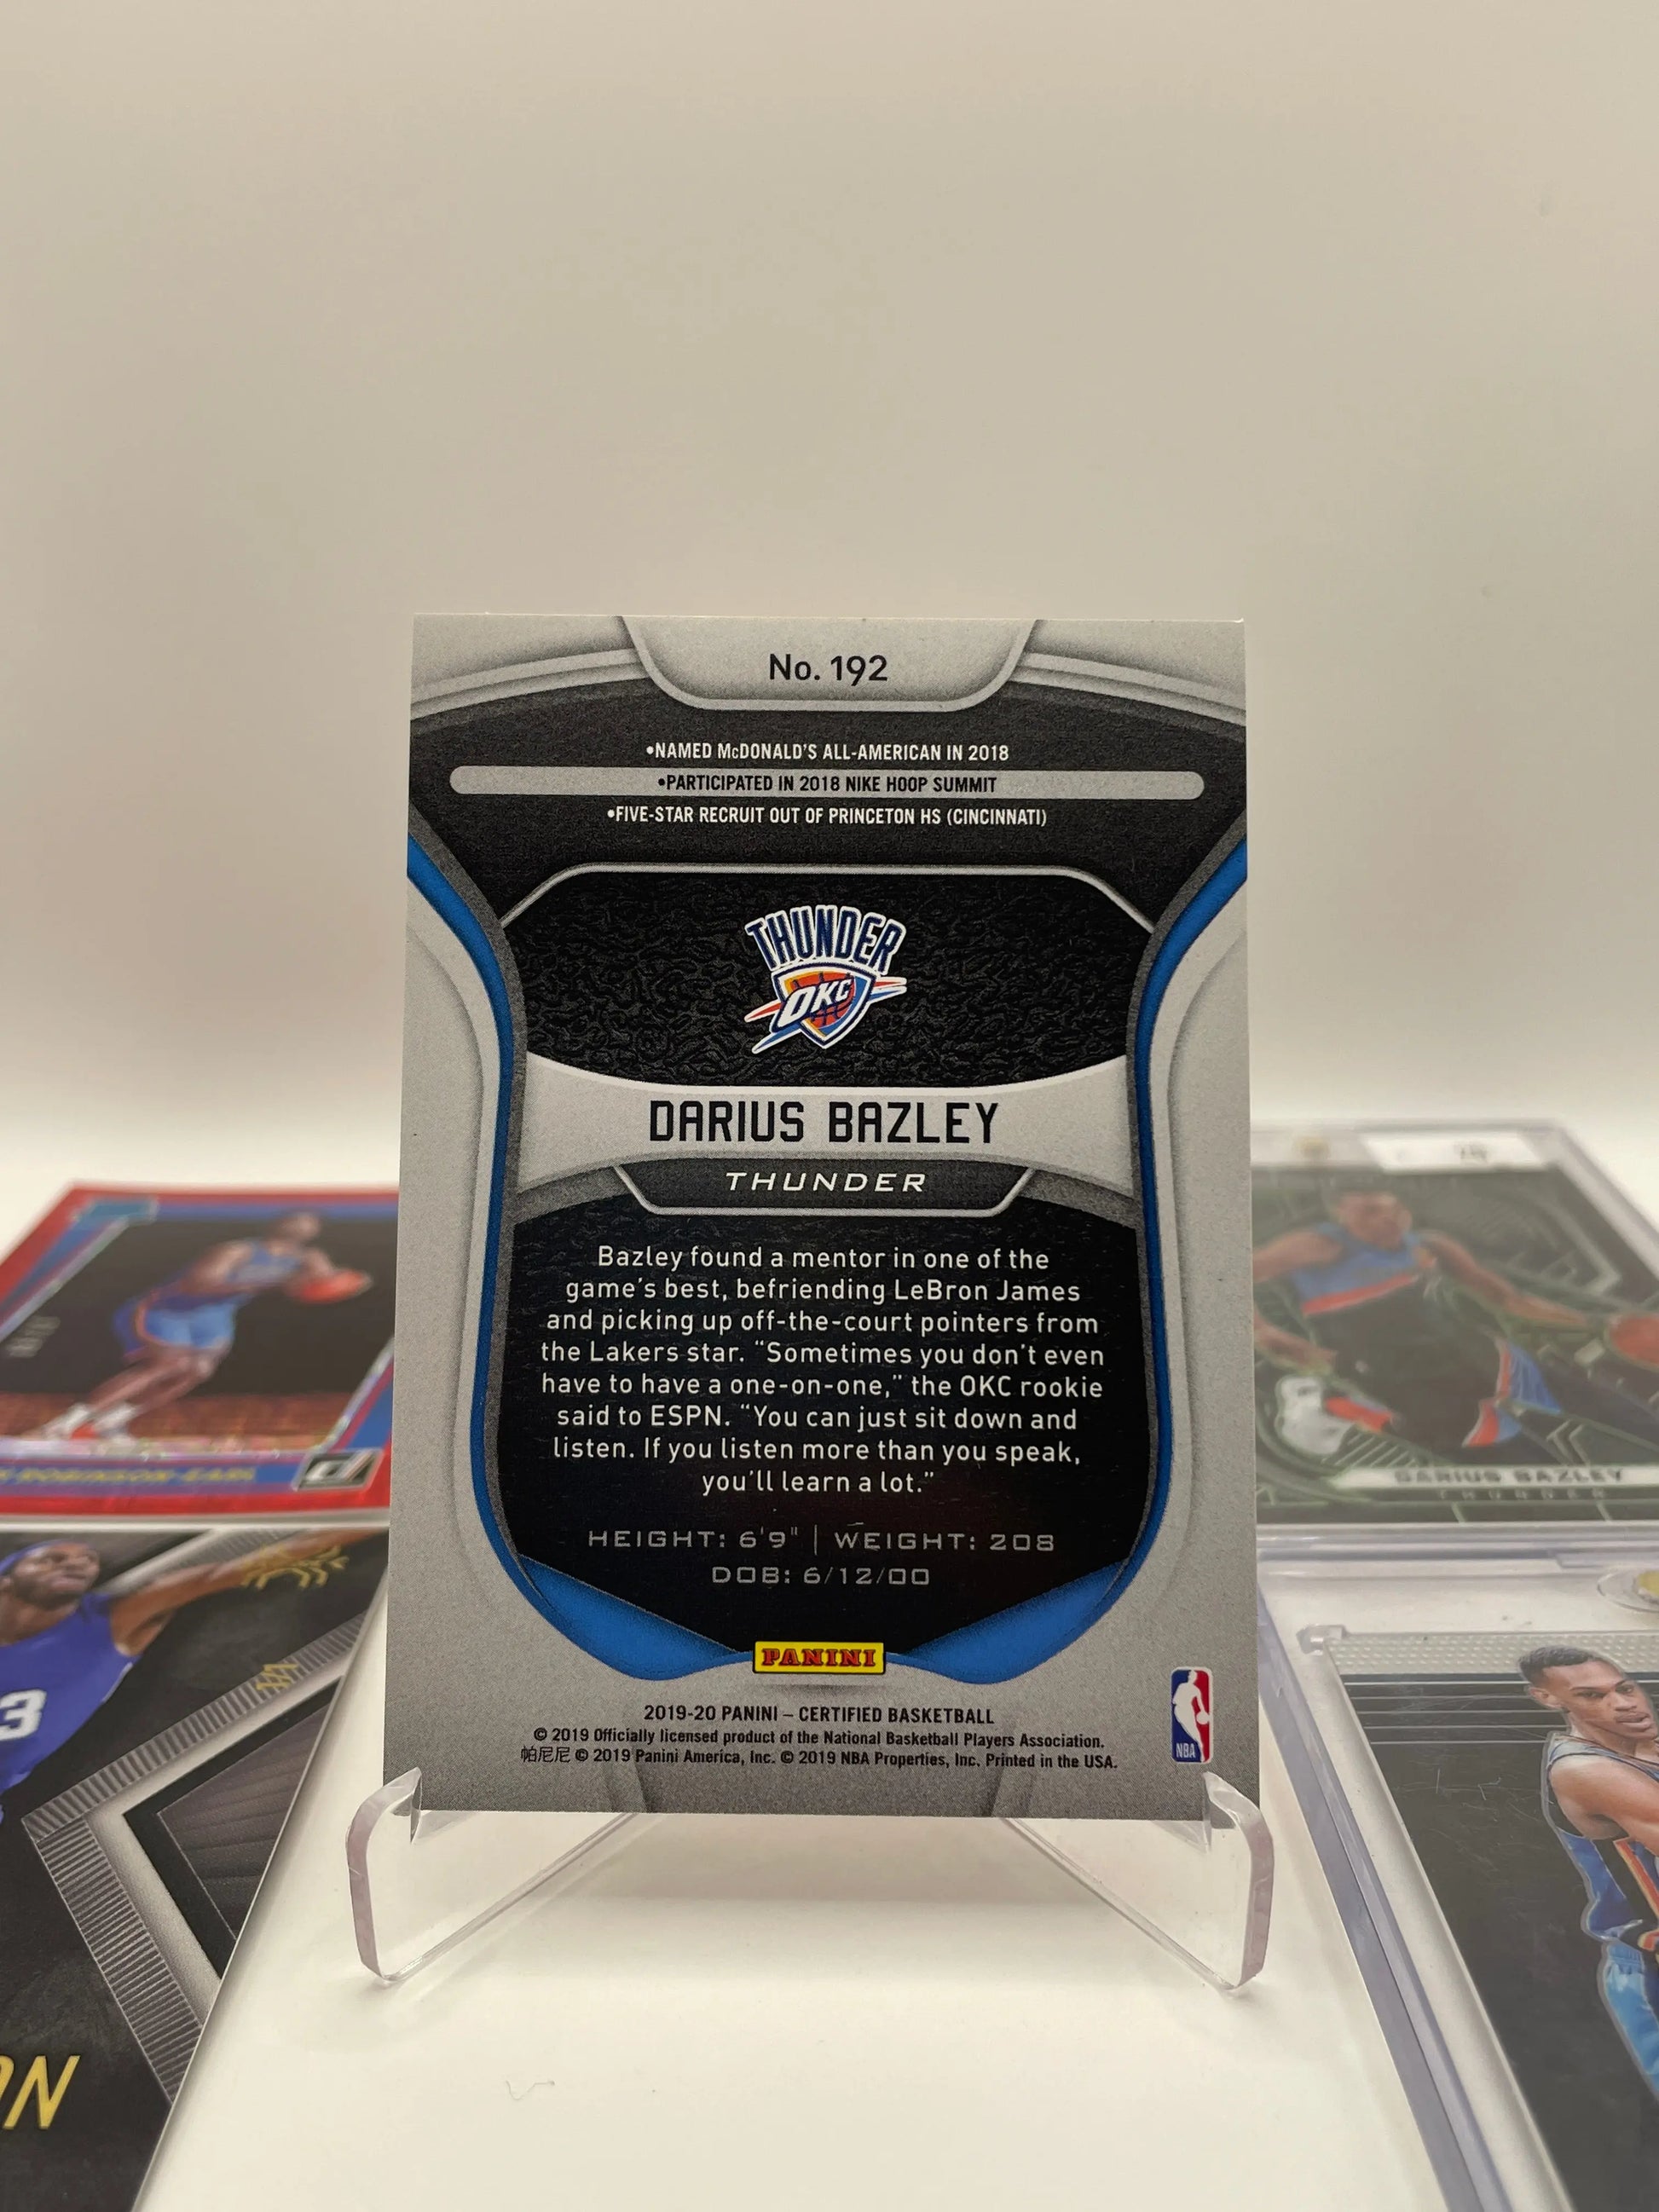 No. 192
•NAMED McDONALD'S ALL-AMERICAN IN 2018
•PARTICIPATED IN 2018 NIKE HOOP SUMMIT
•FIVE-STAR RECRUIT OUT OF PRINCETON HS (CINCINNATI)
THUNDER
OKC
DARIUS BAZLEY
THUNDER
Bazley found a mentor in one of the
game's best, befriending LeBron James
and picking up off-the-court pointers from
the Lakers star. "Sometimes you don't even
have to have a one-on-one," the OKC rookie
said to ESPN. "You can just sit down and
listen. If you listen more than you speak,
you'll learn a lot."
HEIGHT: 6'9" | WEIGHT: 208
DOB: 6/12/00
PANINI
2019-20 PANINI – CERTIFIED BASKETBALL
© 2019 Officially licensed product of the National Basketball Players Association.
帕尼尼 © 2019 Panini America, Inc. © 2019 NBA Properties, Inc. Printed in the USA.
NBA
ROBINSON-EARL
3
ON
DARIUS BAZLEY
THUNDER